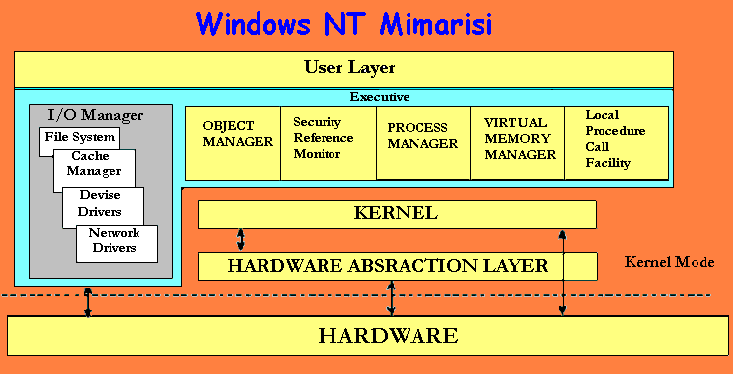 Windows NT Mimarisi
User Layer
Executive
I/O Manager
File System
Cache
Manager
Devise
Drivers
Network
Drivers
OBJECT
MANAGER
Security
Reference
Monitor
PROCESS
MANAGER
VIRTUAL
MEMORY
MANAGER
Local
Procedure
Call
Facility
KERNEL
HARDWARE ABSRACTION LAYER
Kernel Mode
HARDWARE